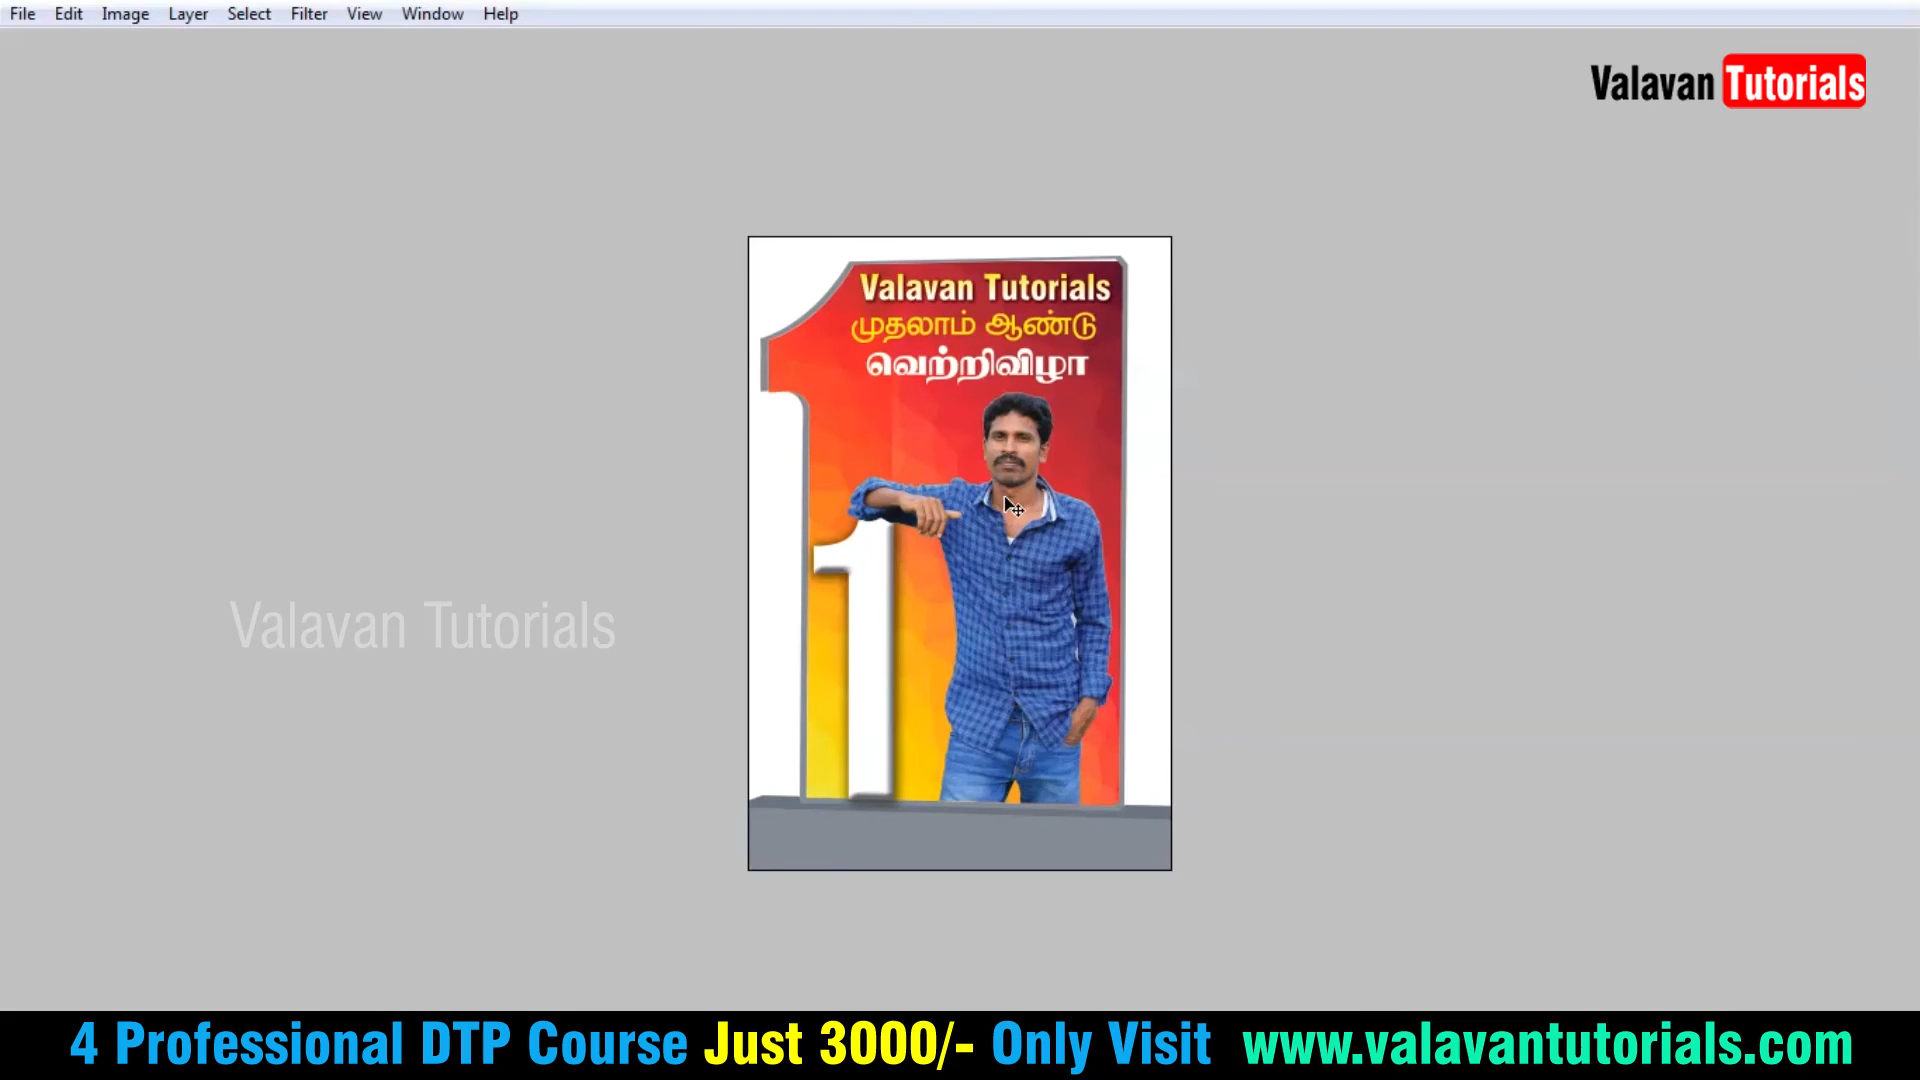 File Edit Image Layer Select Filter View Window Help
Valavan Tutorials
Valavan Tutorials
முதலாம் ஆண்டு
வெற்றிவிழா
1
Valavan Tutorials
4 Professional DTP Course Just 3000/- Only Visit www.valavantutorials.com